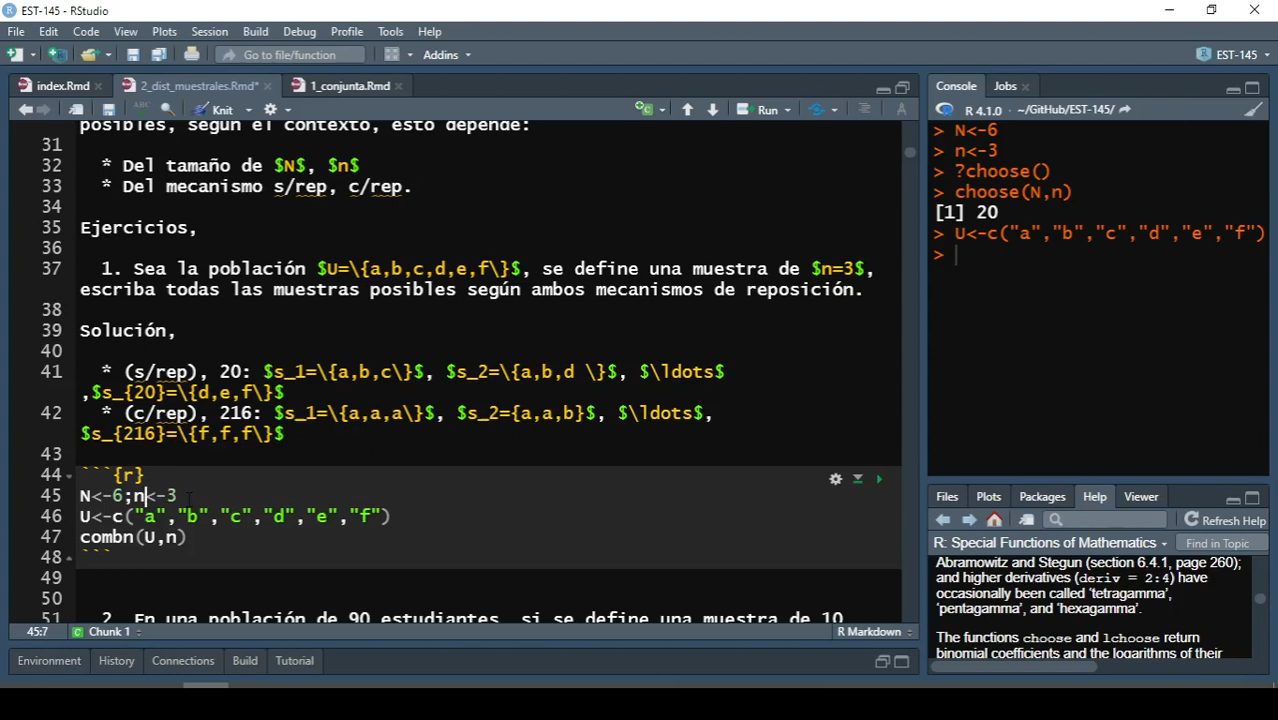 EST-145 - RStudio
File Edit Code View Plots Session Build Debug Profile Tools Help
Go to file/function Addins EST-145
index.Rmd 2_dist_muestrales.Rmd* 1_conjunta.Rmd
ABC Knit Run
posibles, según el contexto, esto depende:
31
32 * Del tamaño de $N$, $n$
33 * Del mecanismo s/rep, c/rep.
34
35 Ejercicios,
36
37 1. Sea la población $U=\{a,b,c,d,e,f\}$, se define una muestra de $n=3$,
escriba todas las muestras posibles según ambos mecanismos de reposición.
38
39 Solución,
40
41 * (s/rep), 20: $s_1=\{a,b,c\}$, $s_2=\{a,b,d \}$, $\ldots$
,$s_{20}=\{d,e,f\}$
42 * (c/rep), 216: $s_1=\{a,a,a\}$, $s_2={a,a,b}$, $\ldots$,
$s_{216}=\{f,f,f\}$
43
44 ```{r}
45 N<-6;n<-3
46 U<-c("a","b","c","d","e","f")
47 combn(U,n)
48 ```
49
50
51 2. En una población de 90 estudiantes, si se define una muestra de 10
45:7 Chunk 1 R Markdown
Environment History Connections Build Tutorial
Console Jobs
R 4.1.0 · ~/GitHub/EST-145/
> N<-6
> n<-3
> ?choose()
> choose(N,n)
[1] 20
> U<-c("a","b","c","d","e","f")
>
Files Plots Packages Help Viewer
Refresh Help
R: Special Functions of Mathematics Find in Topic
Abramowitz and Stegun (section 6.4.1, page 260);
and higher derivatives (deriv = 2:4) have
occasionally been called ‘tetragamma’,
‘pentagamma’, and ‘hexagamma’.
The functions choose and lchoose return
binomial coefficients and the logarithms of their